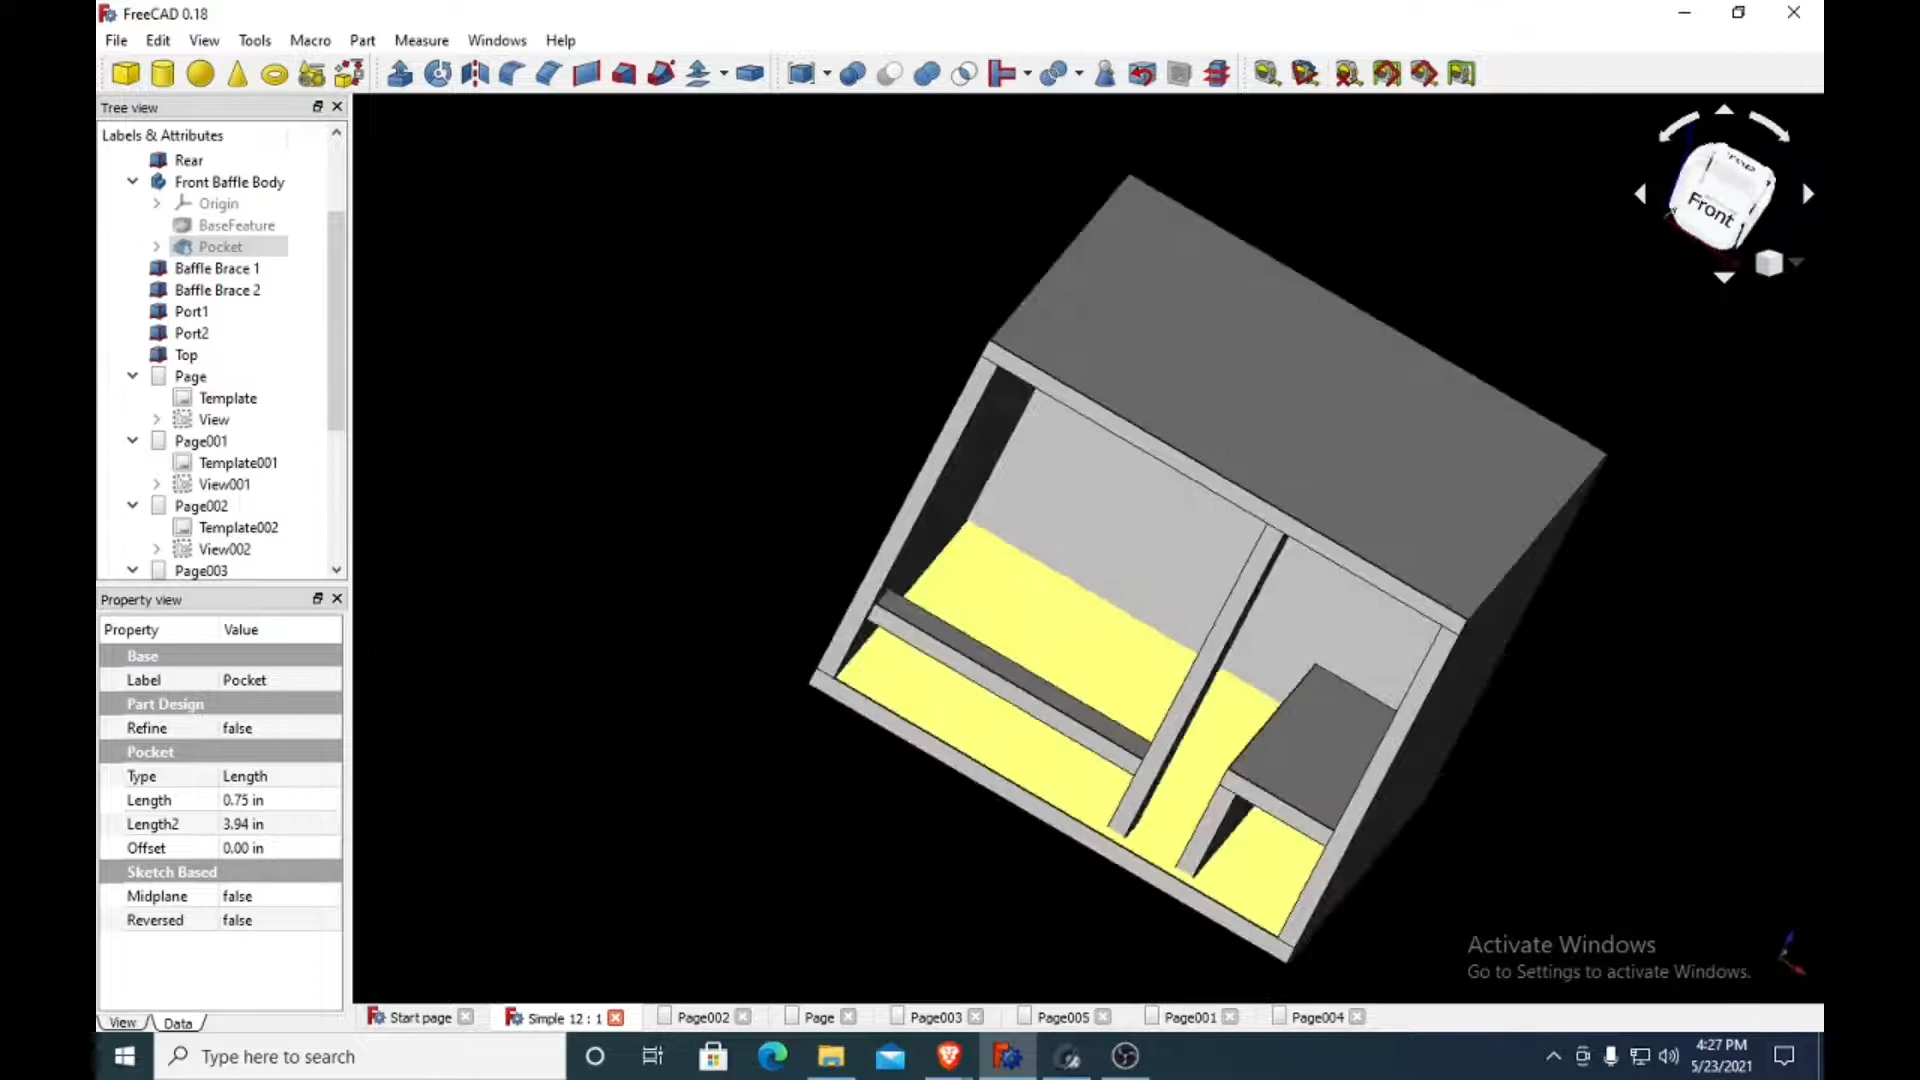 FreeCAD 0.18
File Edit View Tools Macro Part Measure Windows Help
Tree view
Labels & Attributes
Rear
Front Baffle Body
Origin
BaseFeature
Pocket
Baffle Brace 1
Baffle Brace 2
Port1
Port2
Top
Page
Template
View
Page001
Template001
View001
Page002
Template002
View002
Page003
Property view
Property Value
Base
Label Pocket
Part Design
Refine false
Pocket
Type Length
Length 0.75 in
Length2 3.94 in
Offset 0.00 in
Sketch Based
Midplane false
Reversed false
View Data
Front
Activate Windows
Go to Settings to activate Windows.
Start page Simple 12 : 1 Page002 Page Page003 Page005 Page001 Page004
Type here to search
4:27 PM
5/23/2021